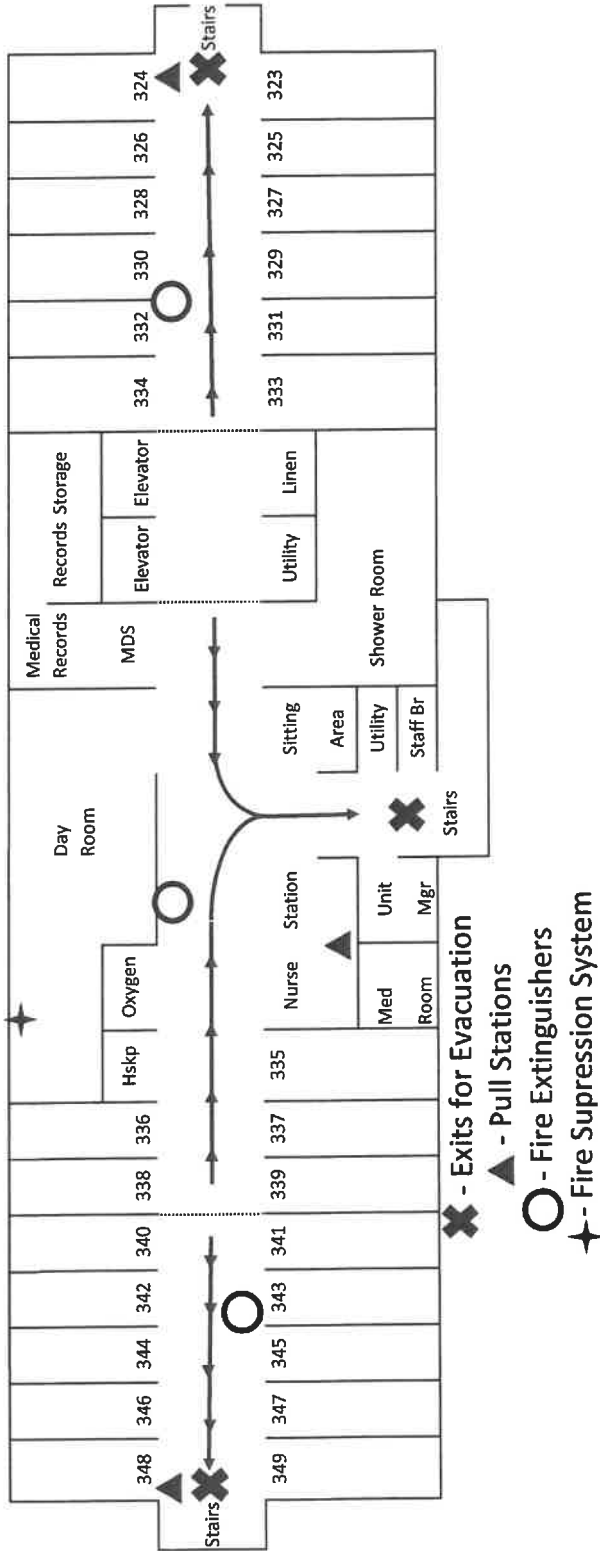 Medical
Day Records Records Storage
Room
348 346 344 342 340 338 336 Hskp Oxygen MDS Elevator Elevator 334 332 330 328 326 324
Stairs Stairs
349 347 345 343 341 339 337 335 Nurse Station Sitting Utility Linen 333 331 329 327 325 323
Area
Med Unit Utility Shower Room
Room Mgr Staff Br
Stairs
- Exits for Evacuation
- Pull Stations
- Fire Extinguishers
- Fire Supression System